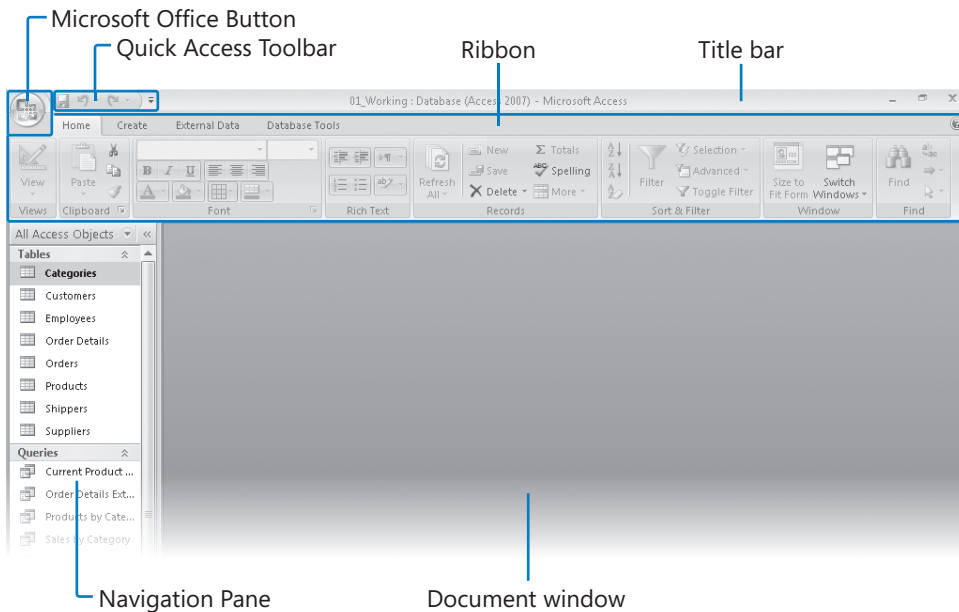 Microsoft Office Button
Quick Access Toolbar
Ribbon
Title bar
01_Working : Database (Access 2007) - Microsoft Access
Home Create External Data Database Tools
View
Views
Paste
Clipboard
B I U
A
Font
Rich Text
Refresh All
New
Save
Delete
Σ Totals
ABC Spelling
More
Records
Filter
Selection
Advanced
Toggle Filter
Sort & Filter
Size to Fit Form
Switch Windows
Window
Find
Find
All Access Objects
Tables
Categories
Customers
Employees
Order Details
Orders
Products
Shippers
Suppliers
Queries
Current Product ...
Order Details Ext...
Products by Cate...
Sales by Category
Navigation Pane
Document window